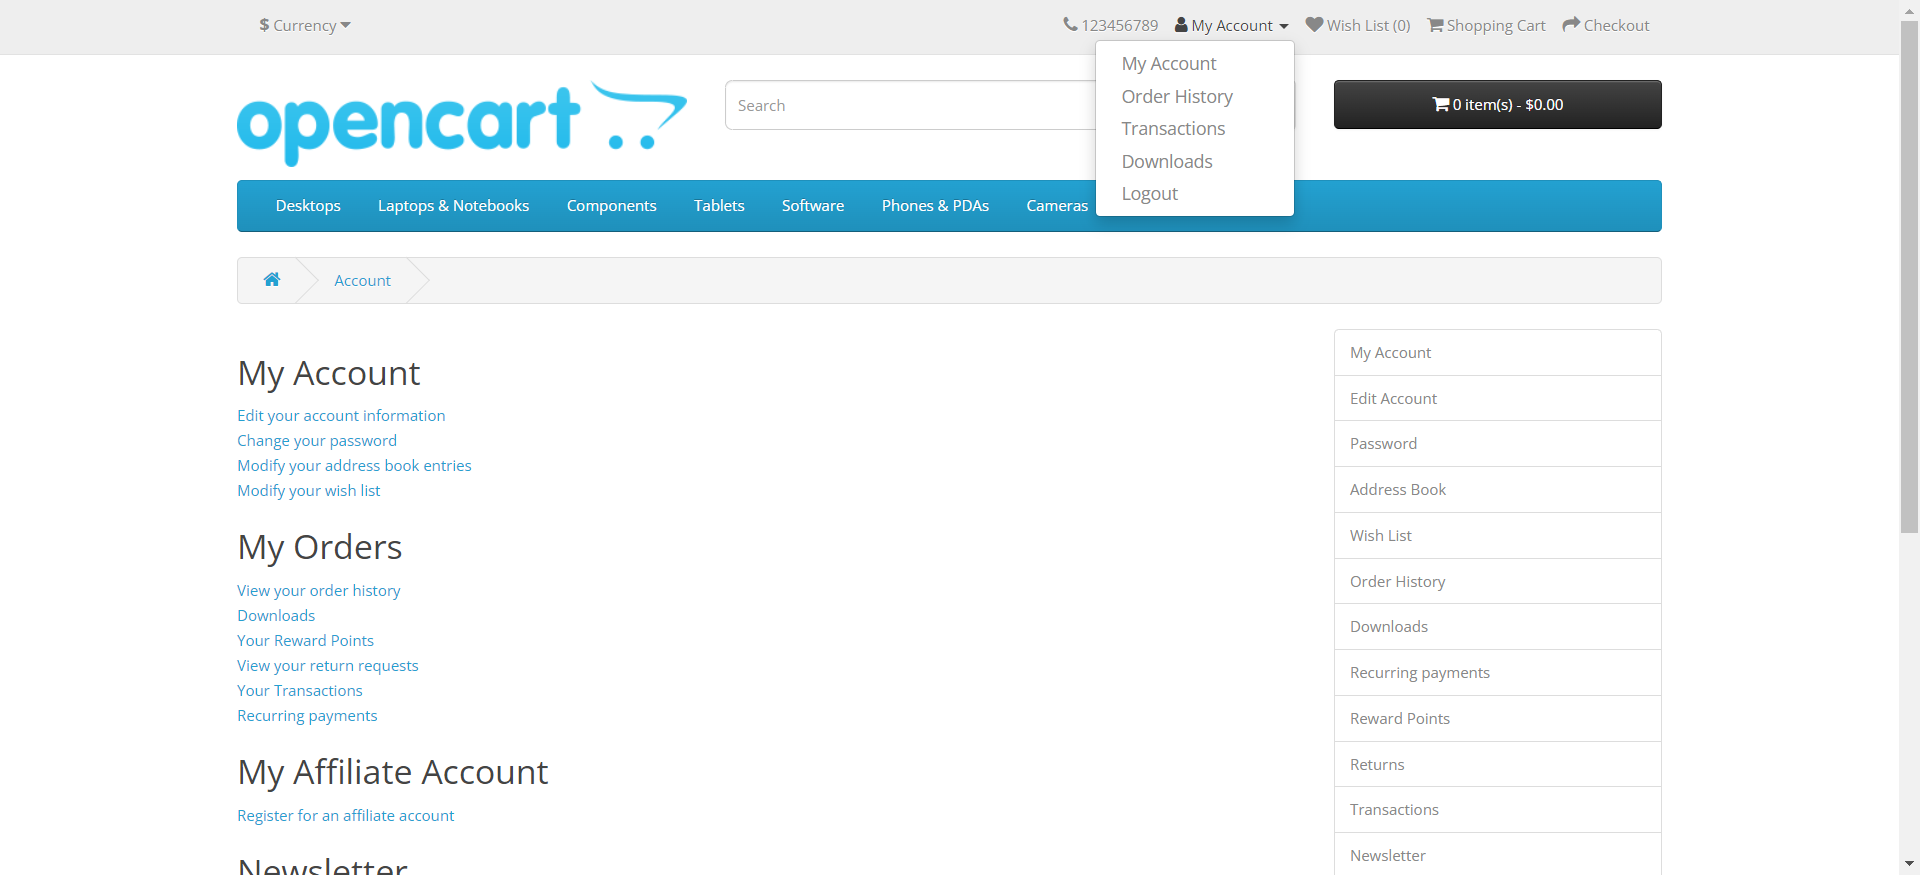 $ Currency
123456789 My Account Wish List (0) Shopping Cart Checkout
My Account
Order History
Transactions
Downloads
Logout
opencart
Search
0 item(s) - $0.00
Desktops Laptops & Notebooks Components Tablets Software Phones & PDAs Cameras
Account
My Account
Edit your account information
Change your password
Modify your address book entries
Modify your wish list
My Orders
View your order history
Downloads
Your Reward Points
View your return requests
Your Transactions
Recurring payments
My Affiliate Account
Register for an affiliate account
Newsletter
My Account
Edit Account
Password
Address Book
Wish List
Order History
Downloads
Recurring payments
Reward Points
Returns
Transactions
Newsletter